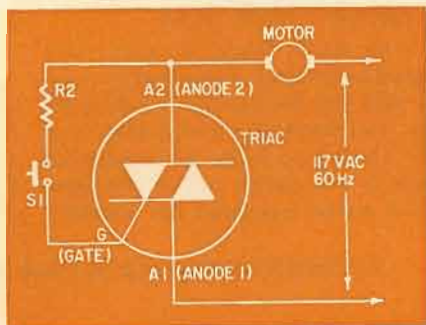 MOTOR
R2
A2 (ANODE 2)
TRIAC
117 VAC
60 Hz
S1
G
(GATE)
A1 (ANODE 1)